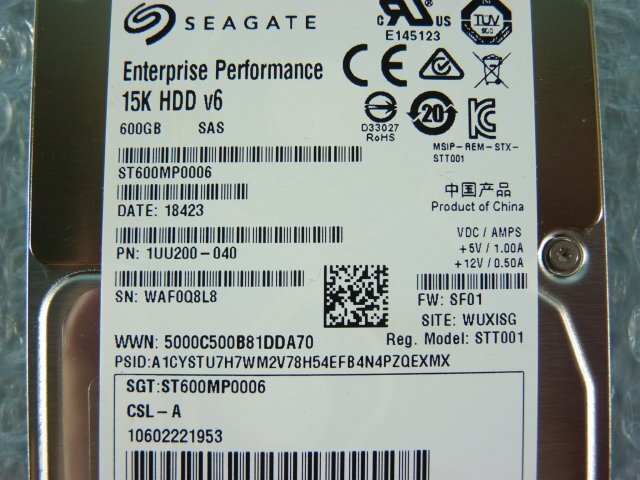 SEAGATE
C UL US
E145123
TUV
Enterprise Performance
15K HDD v6
600GB SAS
CE
D33027
RoHS
20
MSIP-REM-STX-
STT001
ST600MP0006
DATE: 18423
中国产品
Product of China
PN: 1UU200-040
VDC / AMPS
+5V / 1.00A
+12V / 0.50A
SN: WAF0Q8L8
FW: SF01
SITE: WUXISG
WWN: 5000C500B81DDA70
Reg. Model: STT001
PSID:A1CYSTU7H7WM2V78H54EFB4N4PZQEXMX
SGT:ST600MP0006
CSL-A
10602221953